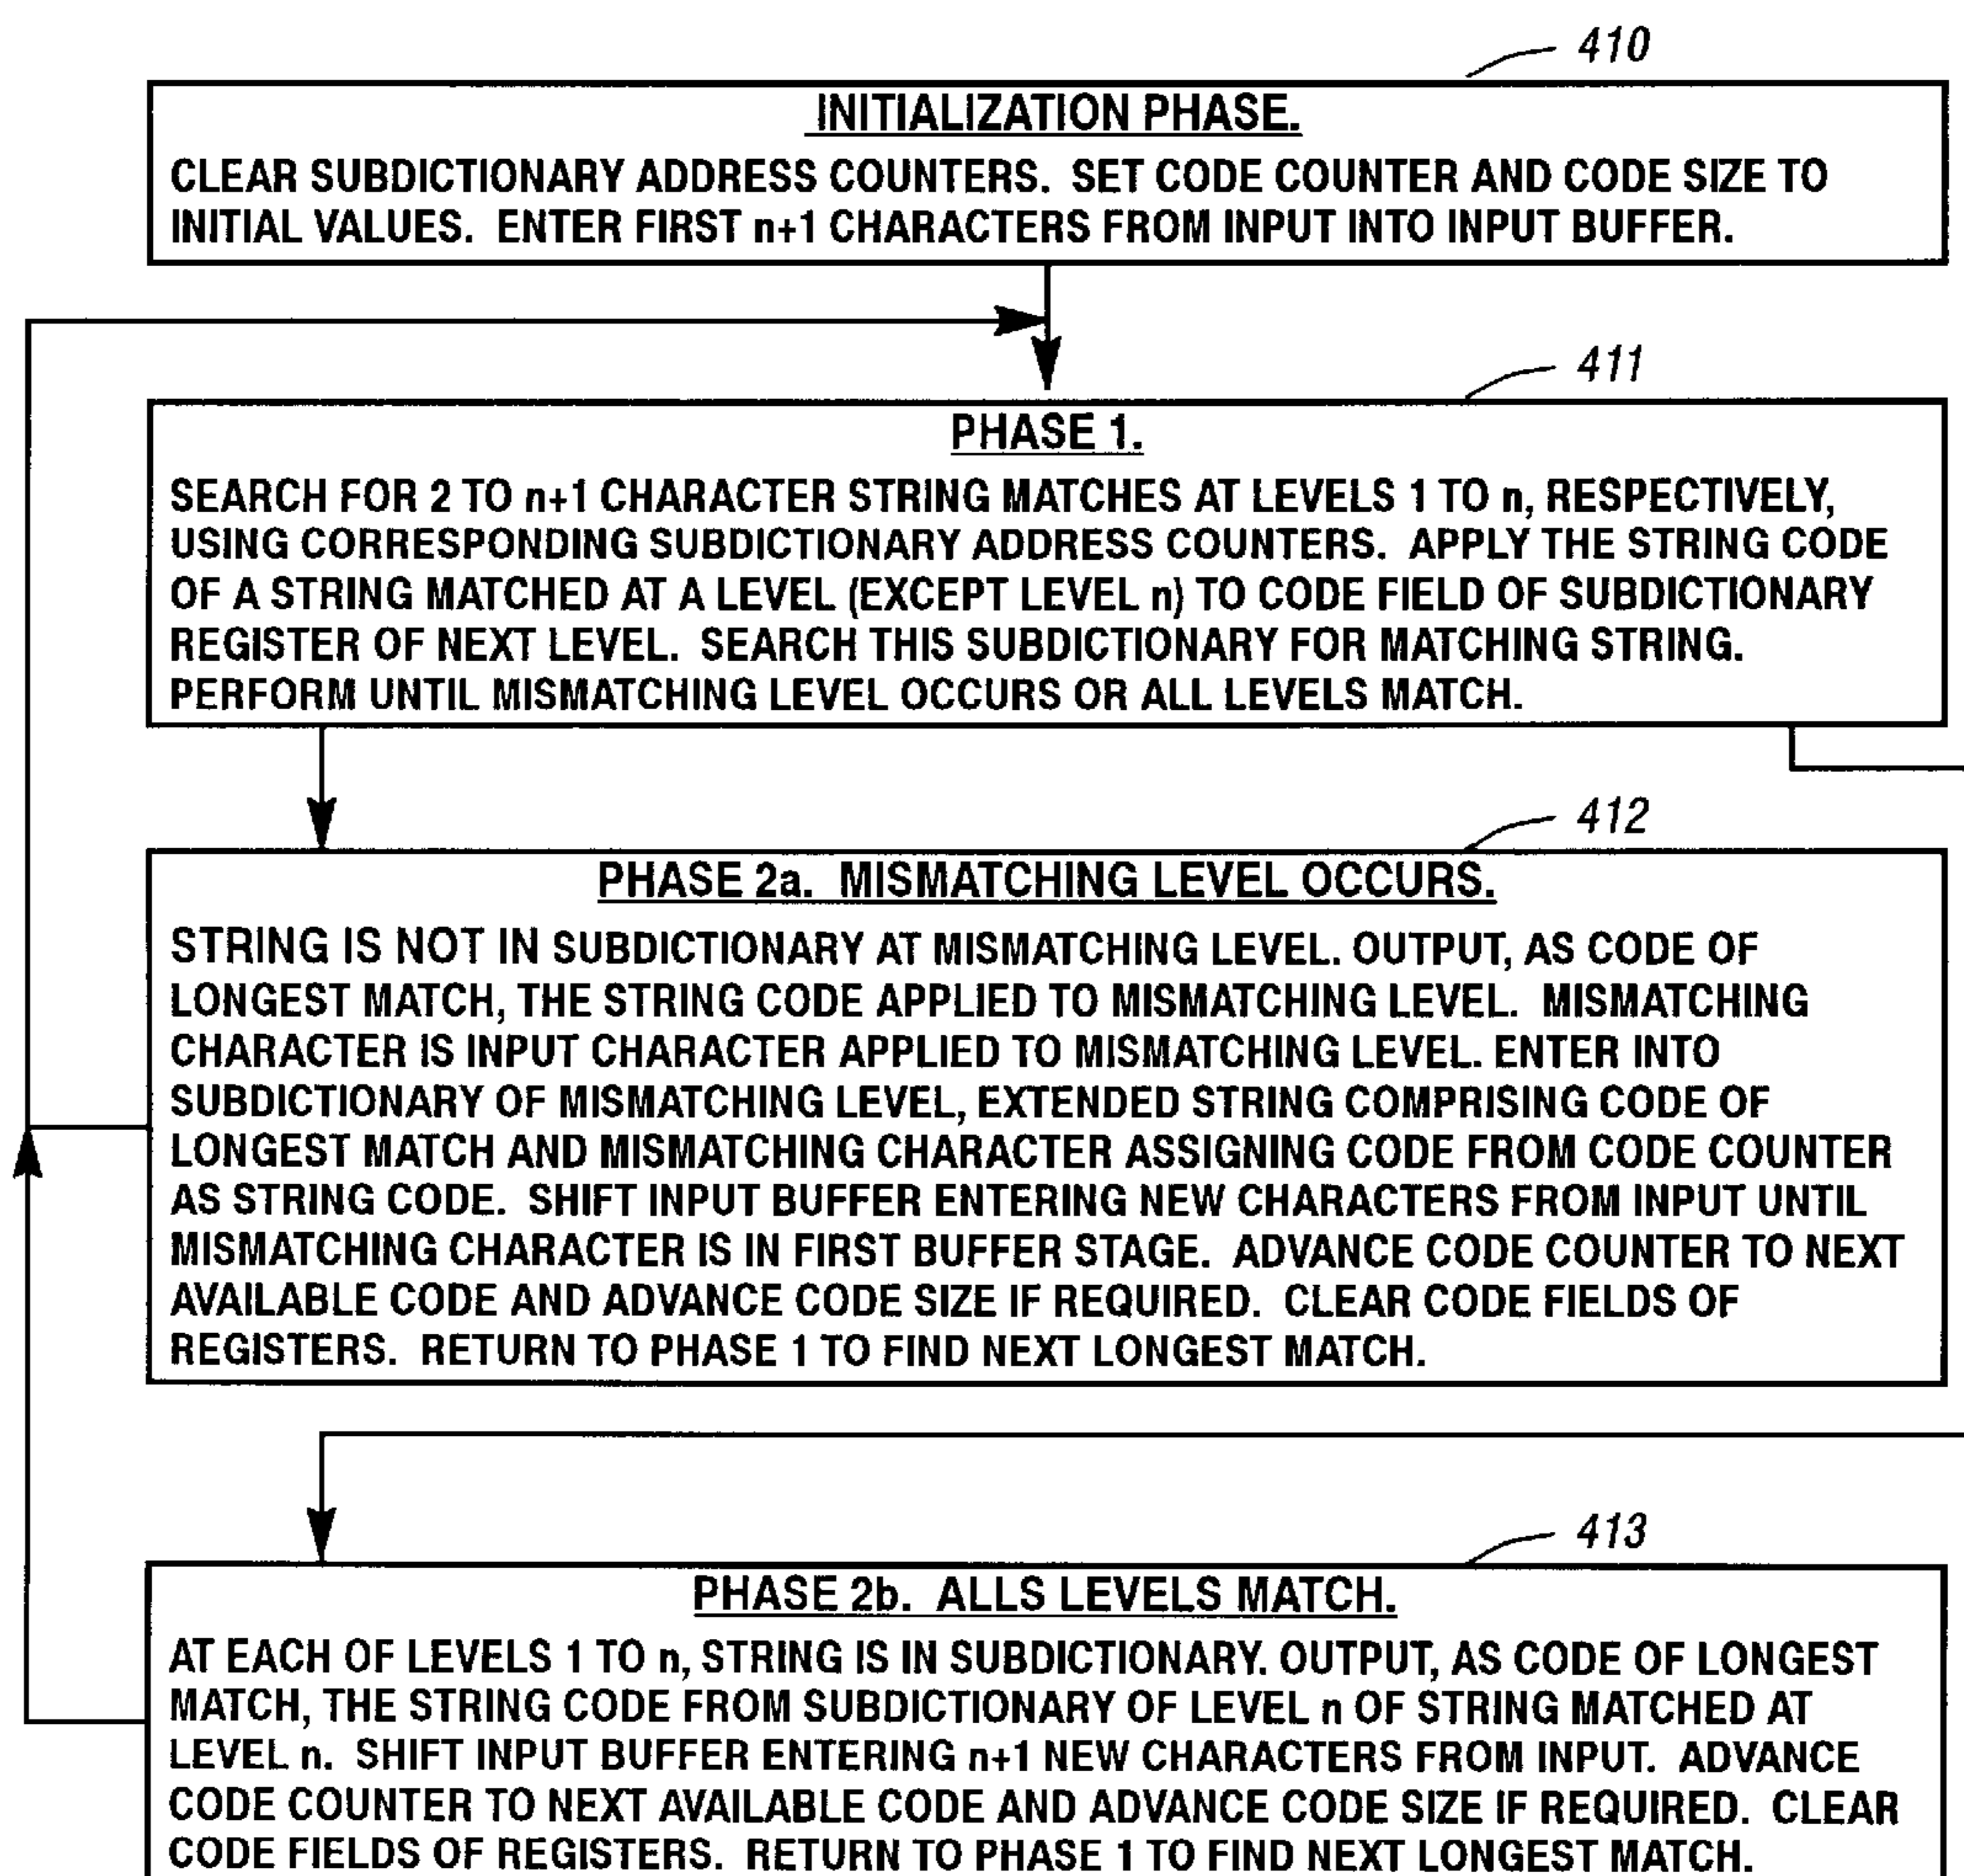 410
INITIALIZATION PHASE.
CLEAR SUBDICTIONARY ADDRESS COUNTERS. SET CODE COUNTER AND CODE SIZE TO
INITIAL VALUES. ENTER FIRST n+1 CHARACTERS FROM INPUT INTO INPUT BUFFER.
411
PHASE 1.
SEARCH FOR 2 TO n+1 CHARACTER STRING MATCHES AT LEVELS 1 TO n, RESPECTIVELY,
USING CORRESPONDING SUBDICTIONARY ADDRESS COUNTERS. APPLY THE STRING CODE
OF A STRING MATCHED AT A LEVEL (EXCEPT LEVEL n) TO CODE FIELD OF SUBDICTIONARY
REGISTER OF NEXT LEVEL. SEARCH THIS SUBDICTIONARY FOR MATCHING STRING.
PERFORM UNTIL MISMATCHING LEVEL OCCURS OR ALL LEVELS MATCH.
412
PHASE 2a. MISMATCHING LEVEL OCCURS.
STRING IS NOT IN SUBDICTIONARY AT MISMATCHING LEVEL. OUTPUT, AS CODE OF
LONGEST MATCH, THE STRING CODE APPLIED TO MISMATCHING LEVEL. MISMATCHING
CHARACTER IS INPUT CHARACTER APPLIED TO MISMATCHING LEVEL. ENTER INTO
SUBDICTIONARY OF MISMATCHING LEVEL, EXTENDED STRING COMPRISING CODE OF
LONGEST MATCH AND MISMATCHING CHARACTER ASSIGNING CODE FROM CODE COUNTER
AS STRING CODE. SHIFT INPUT BUFFER ENTERING NEW CHARACTERS FROM INPUT UNTIL
MISMATCHING CHARACTER IS IN FIRST BUFFER STAGE. ADVANCE CODE COUNTER TO NEXT
AVAILABLE CODE AND ADVANCE CODE SIZE IF REQUIRED. CLEAR CODE FIELDS OF
REGISTERS. RETURN TO PHASE 1 TO FIND NEXT LONGEST MATCH.
413
PHASE 2b. ALLS LEVELS MATCH.
AT EACH OF LEVELS 1 TO n, STRING IS IN SUBDICTIONARY. OUTPUT, AS CODE OF LONGEST
MATCH, THE STRING CODE FROM SUBDICTIONARY OF LEVEL n OF STRING MATCHED AT
LEVEL n. SHIFT INPUT BUFFER ENTERING n+1 NEW CHARACTERS FROM INPUT. ADVANCE
CODE COUNTER TO NEXT AVAILABLE CODE AND ADVANCE CODE SIZE IF REQUIRED. CLEAR
CODE FIELDS OF REGISTERS. RETURN TO PHASE 1 TO FIND NEXT LONGEST MATCH.